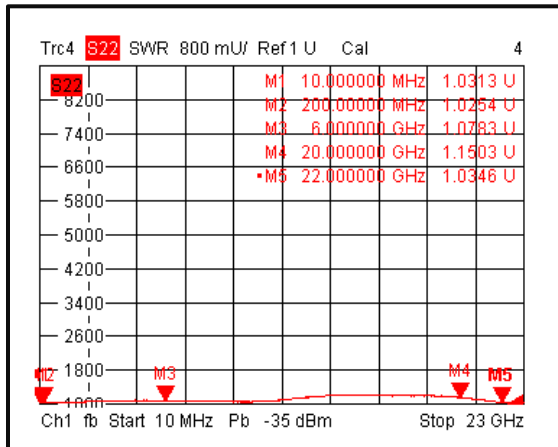 Trc4 S22 SWR 800 mU/ Ref 1 U Cal 4
S22
M1 10.000000 MHz 1.0313 U
8200
M2 200.000000 MHz 1.0254 U
7400
M3 6.000000 GHz 1.0783 U
M4 20.000000 GHz 1.1503 U
6600
•M5 22.000000 GHz 1.0346 U
5800
5000
4200
3400
2600
1800
M2 M3 M4 M5
1000
Ch1 fb Start 10 MHz Pb -35 dBm Stop 23 GHz